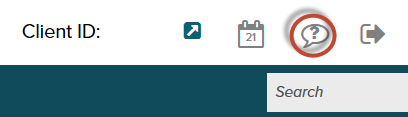 Client ID:
21
?
Search